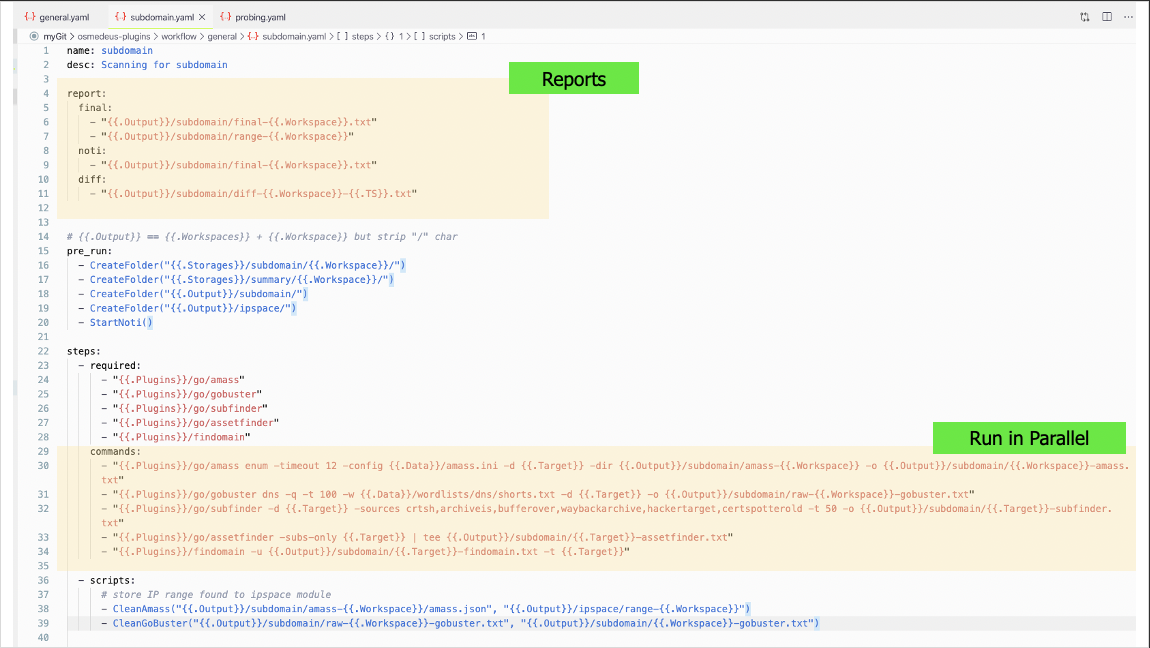 {..} general.yaml {..} subdomain.yaml × {..} probing.yaml ···
myGit > osmedeus-plugins > workflow > general > {..} subdomain.yaml > [ ] steps > {} 1 > [ ] scripts > abc 1
1 name: subdomain
2 desc: Scanning for subdomain
3
Reports
4 report:
5 final:
6 - "{{.Output}}/subdomain/final-{{.Workspace}}.txt"
7 - "{{.Output}}/subdomain/range-{{.Workspace}}"
8 noti:
9 - "{{.Output}}/subdomain/final-{{.Workspace}}.txt"
10 diff:
11 - "{{.Output}}/subdomain/diff-{{.Workspace}}-{{.TS}}.txt"
12
13
14 # {{.Output}} == {{.Workspaces}} + {{.Workspace}} but strip "/" char
15 pre_run:
16 - CreateFolder("{{.Storages}}/subdomain/{{.Workspace}}/")
17 - CreateFolder("{{.Storages}}/summary/{{.Workspace}}/")
18 - CreateFolder("{{.Output}}/subdomain/")
19 - CreateFolder("{{.Output}}/ipspace/")
20 - StartNoti()
21
22 steps:
23 - required:
24 - "{{.Plugins}}/go/amass"
25 - "{{.Plugins}}/go/gobuster"
26 - "{{.Plugins}}/go/subfinder"
27 - "{{.Plugins}}/go/assetfinder"
28 - "{{.Plugins}}/findomain"
Run in Parallel
29 commands:
30 - "{{.Plugins}}/go/amass enum -timeout 12 -config {{.Data}}/amass.ini -d {{.Target}} -dir {{.Output}}/subdomain/amass-{{.Workspace}} -o {{.Output}}/subdomain/{{.Workspace}}-amass.
txt"
31 - "{{.Plugins}}/go/gobuster dns -q -t 100 -w {{.Data}}/wordlists/dns/shorts.txt -d {{.Target}} -o {{.Output}}/subdomain/raw-{{.Workspace}}-gobuster.txt"
32 - "{{.Plugins}}/go/subfinder -d {{.Target}} -sources crtsh,archiveis,bufferover,waybackarchive,hackertarget,certspotterold -t 50 -o {{.Output}}/subdomain/{{.Target}}-subfinder.
txt"
33 - "{{.Plugins}}/go/assetfinder -subs-only {{.Target}} | tee {{.Output}}/subdomain/{{.Target}}-assetfinder.txt"
34 - "{{.Plugins}}/findomain -u {{.Output}}/subdomain/{{.Target}}-findomain.txt -t {{.Target}}"
35
36 - scripts:
37 # store IP range found to ipspace module
38 - CleanAmass("{{.Output}}/subdomain/amass-{{.Workspace}}/amass.json", "{{.Output}}/ipspace/range-{{.Workspace}}")
39 - CleanGoBuster("{{.Output}}/subdomain/raw-{{.Workspace}}-gobuster.txt", "{{.Output}}/subdomain/{{.Workspace}}-gobuster.txt")
40